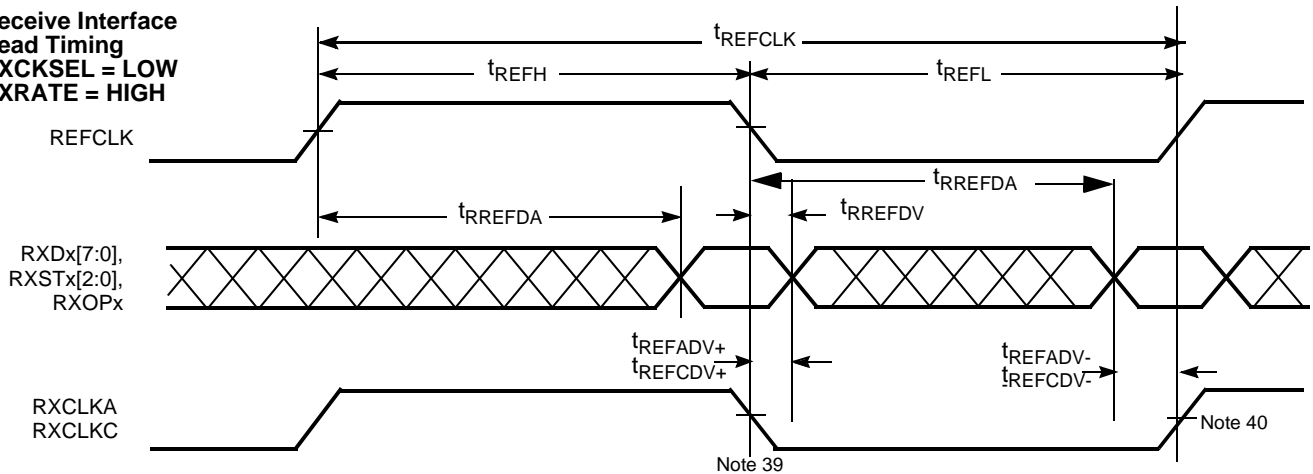 eceive Interface
ead Timing
XCKSEL = LOW
XRATE = HIGH
tREFCLK
tREFH
tREFL
REFCLK
tRREFDA
tRREFDA
tRREFDV
RXDx[7:0],
RXSTx[2:0],
RXOPx
tREFADV+
tREFCDV+
tREFADV-
tREFCDV-
RXCLKA
RXCLKC
Note 40
Note 39